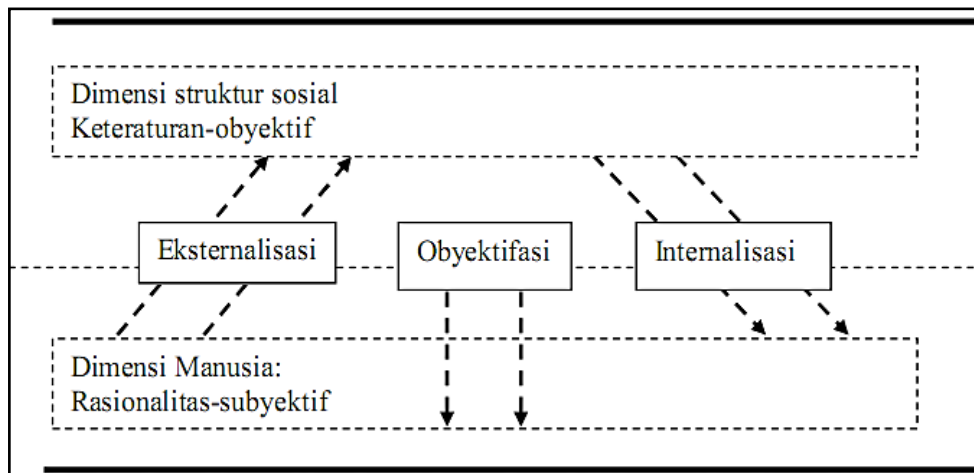 Dimensi struktur sosial
Keteraturan-obyektif
Eksternalisasi
Obyektifasi
Internalisasi
Dimensi Manusia:
Rasionalitas-subyektif